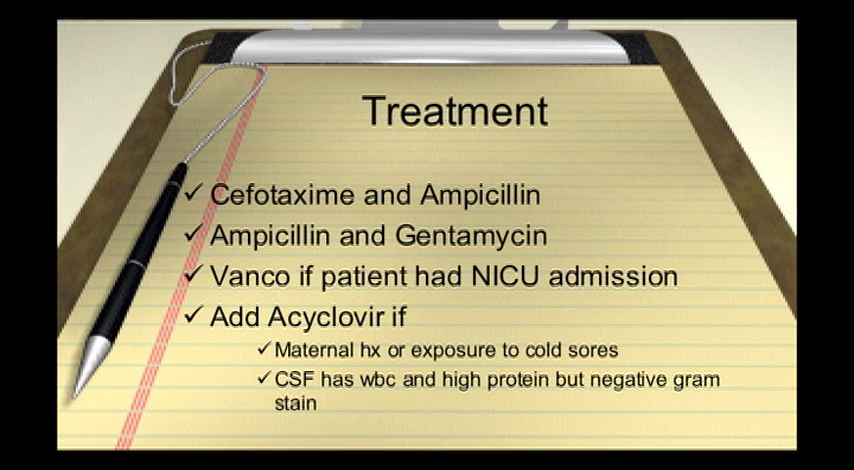 Treatment
✓ Cefotaxime and Ampicillin
✓ Ampicillin and Gentamycin
✓ Vanco if patient had NICU admission
✓ Add Acyclovir if
✓ Maternal hx or exposure to cold sores
✓ CSF has wbc and high protein but negative gram
stain